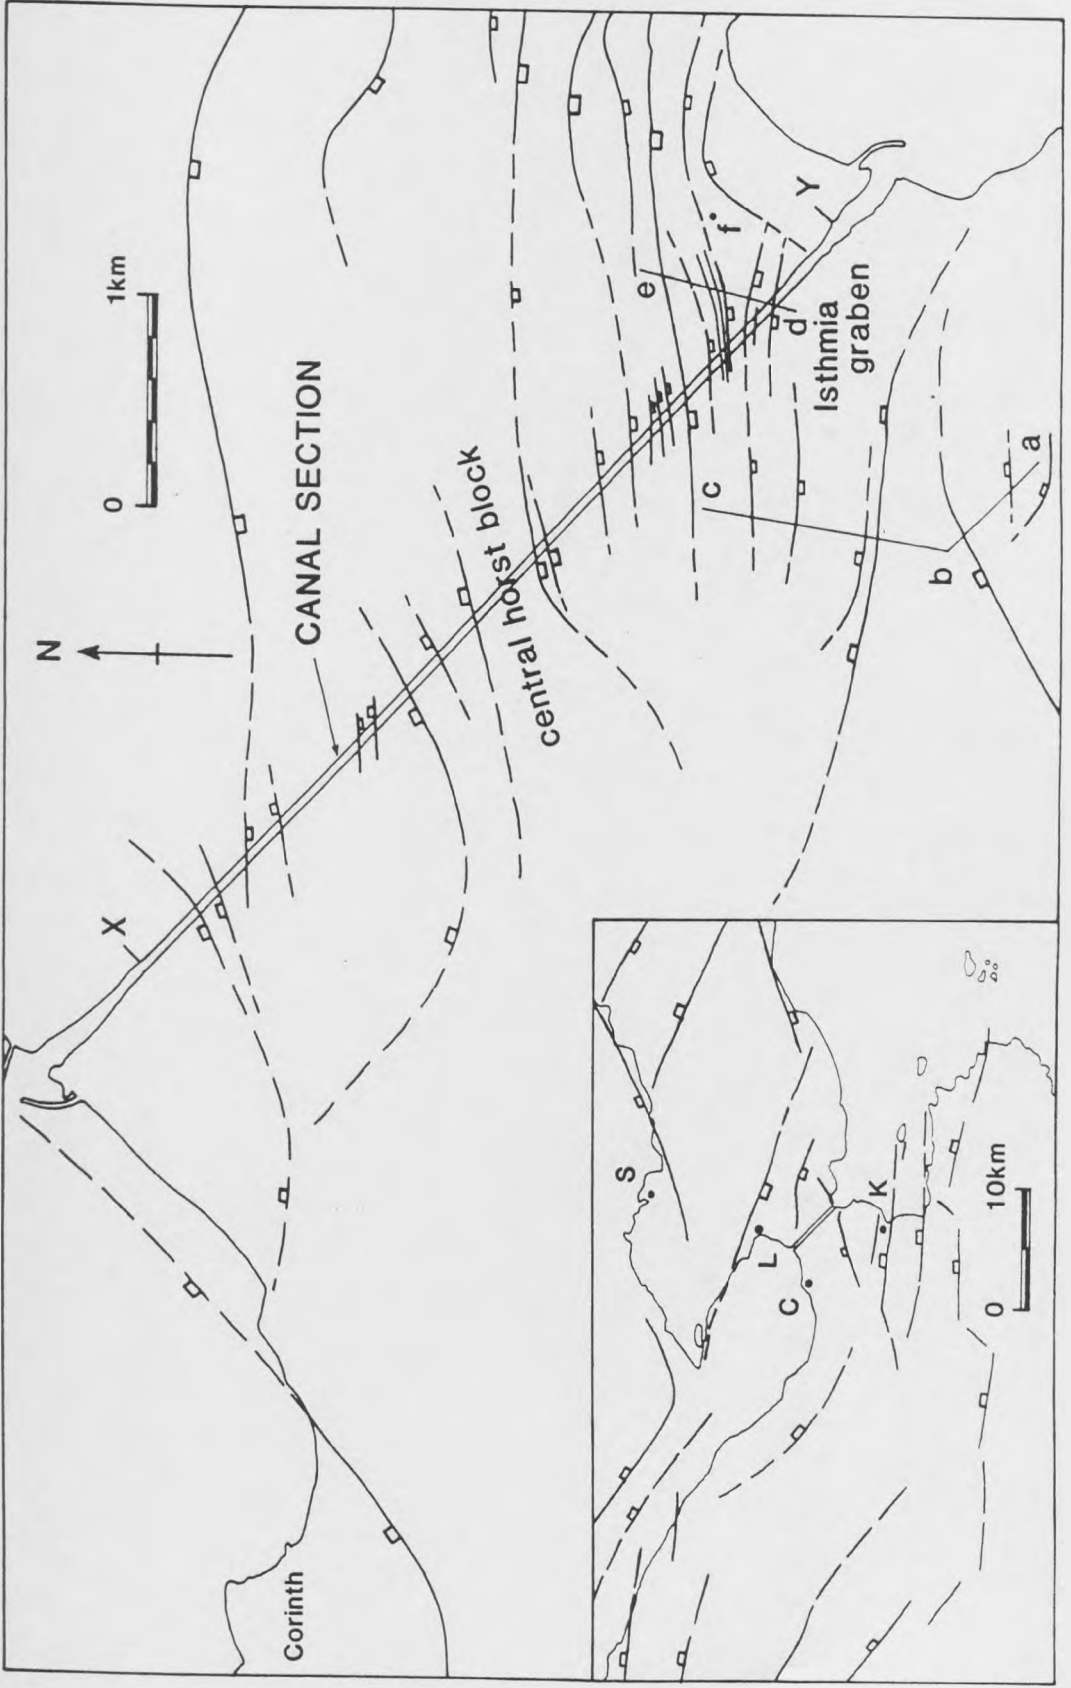 N
0 1km
X
CANAL SECTION
central horst block
Corinth
e
f
Y
d
Isthmia
graben
c
b
a
S
L
C
K
0 10km